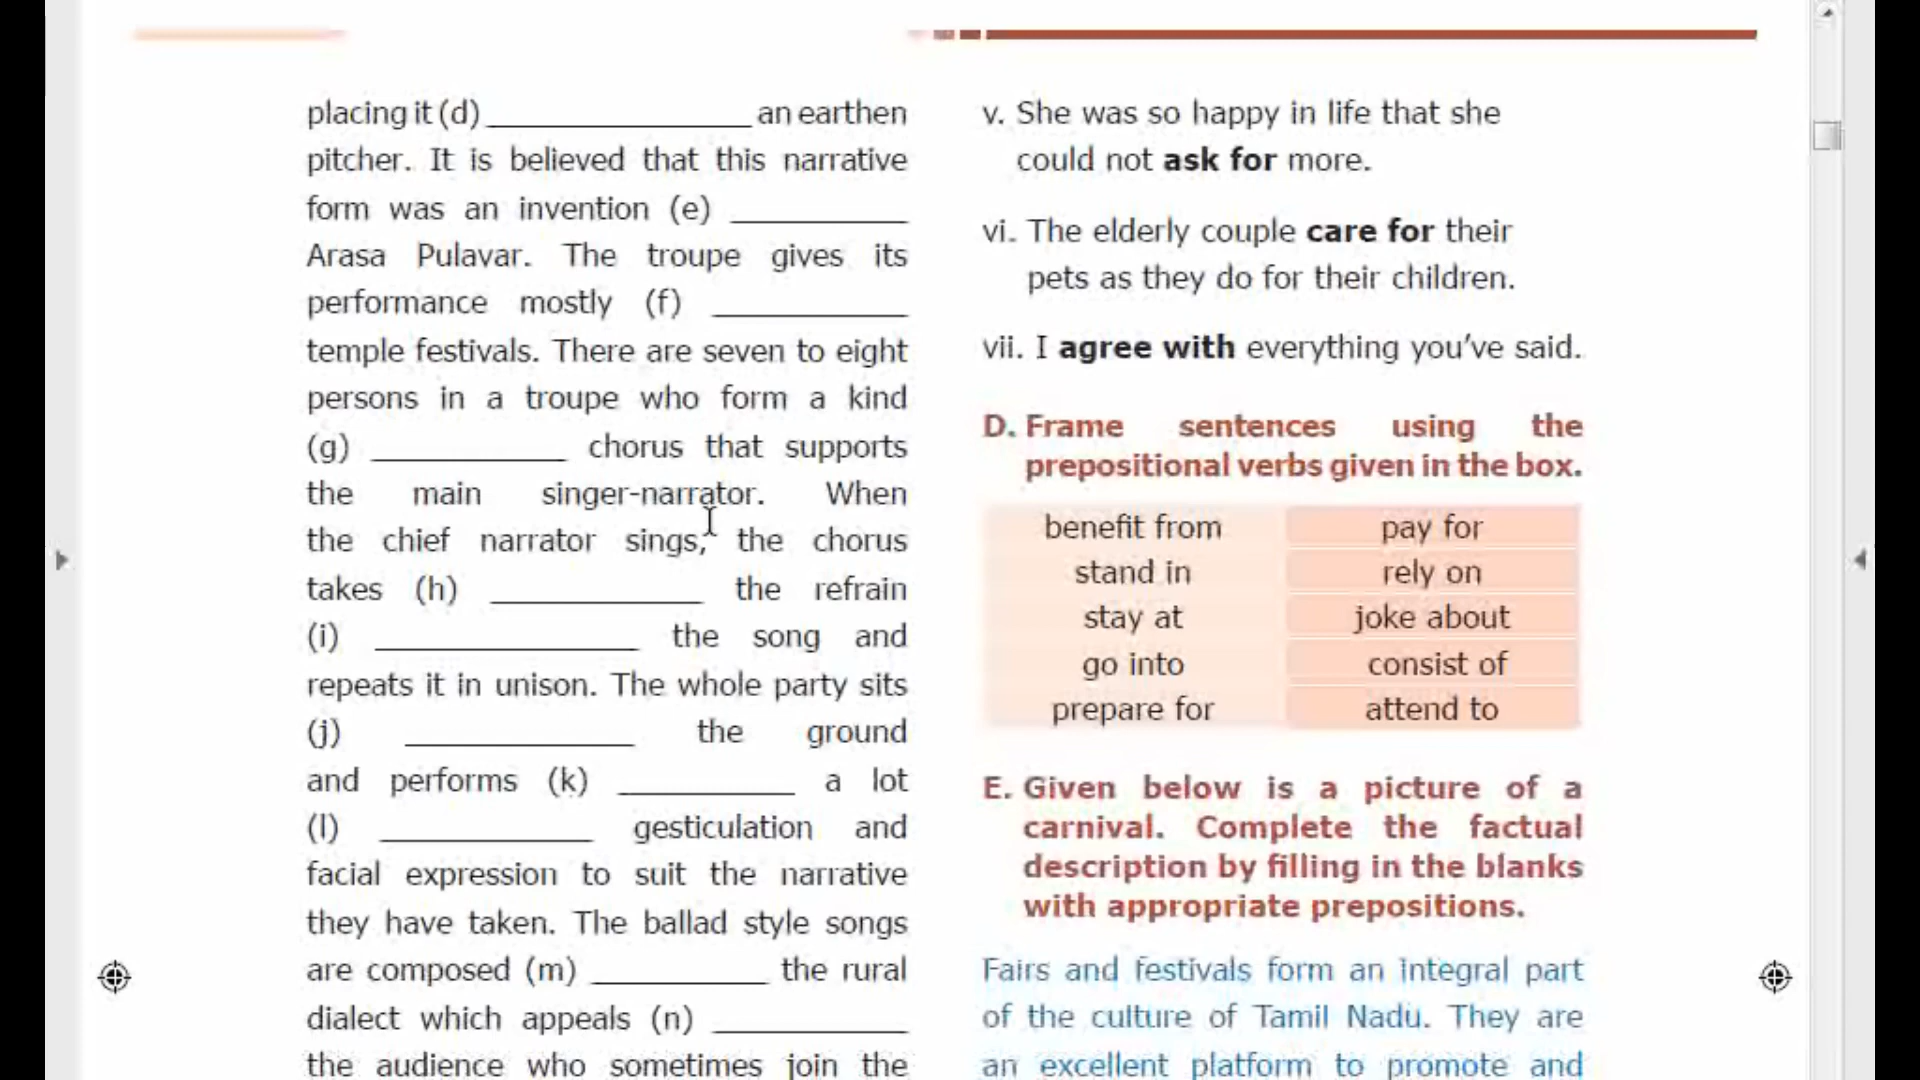 placing it (d) ____________ an earthen
pitcher. It is believed that this narrative
form was an invention (e) ________
Arasa Pulavar. The troupe gives its
performance mostly (f) _________
temple festivals. There are seven to eight
persons in a troupe who form a kind
(g) _________ chorus that supports
the main singer-narrator. When
the chief narrator sings, the chorus
takes (h) __________ the refrain
(i) ____________ the song and
repeats it in unison. The whole party sits
(j) __________ the ground
and performs (k) ________ a lot
(l) __________ gesticulation and
facial expression to suit the narrative
they have taken. The ballad style songs
are composed (m) ________ the rural
dialect which appeals (n) _________
the audience who sometimes join the
v. She was so happy in life that she
could not ask for more.
vi. The elderly couple care for their
pets as they do for their children.
vii. I agree with everything you've said.
D. Frame sentences using the
prepositional verbs given in the box.
benefit from pay for
stand in rely on
stay at joke about
go into consist of
prepare for attend to
E. Given below is a picture of a
carnival. Complete the factual
description by filling in the blanks
with appropriate prepositions.
Fairs and festivals form an integral part
of the culture of Tamil Nadu. They are
an excellent platform to promote and